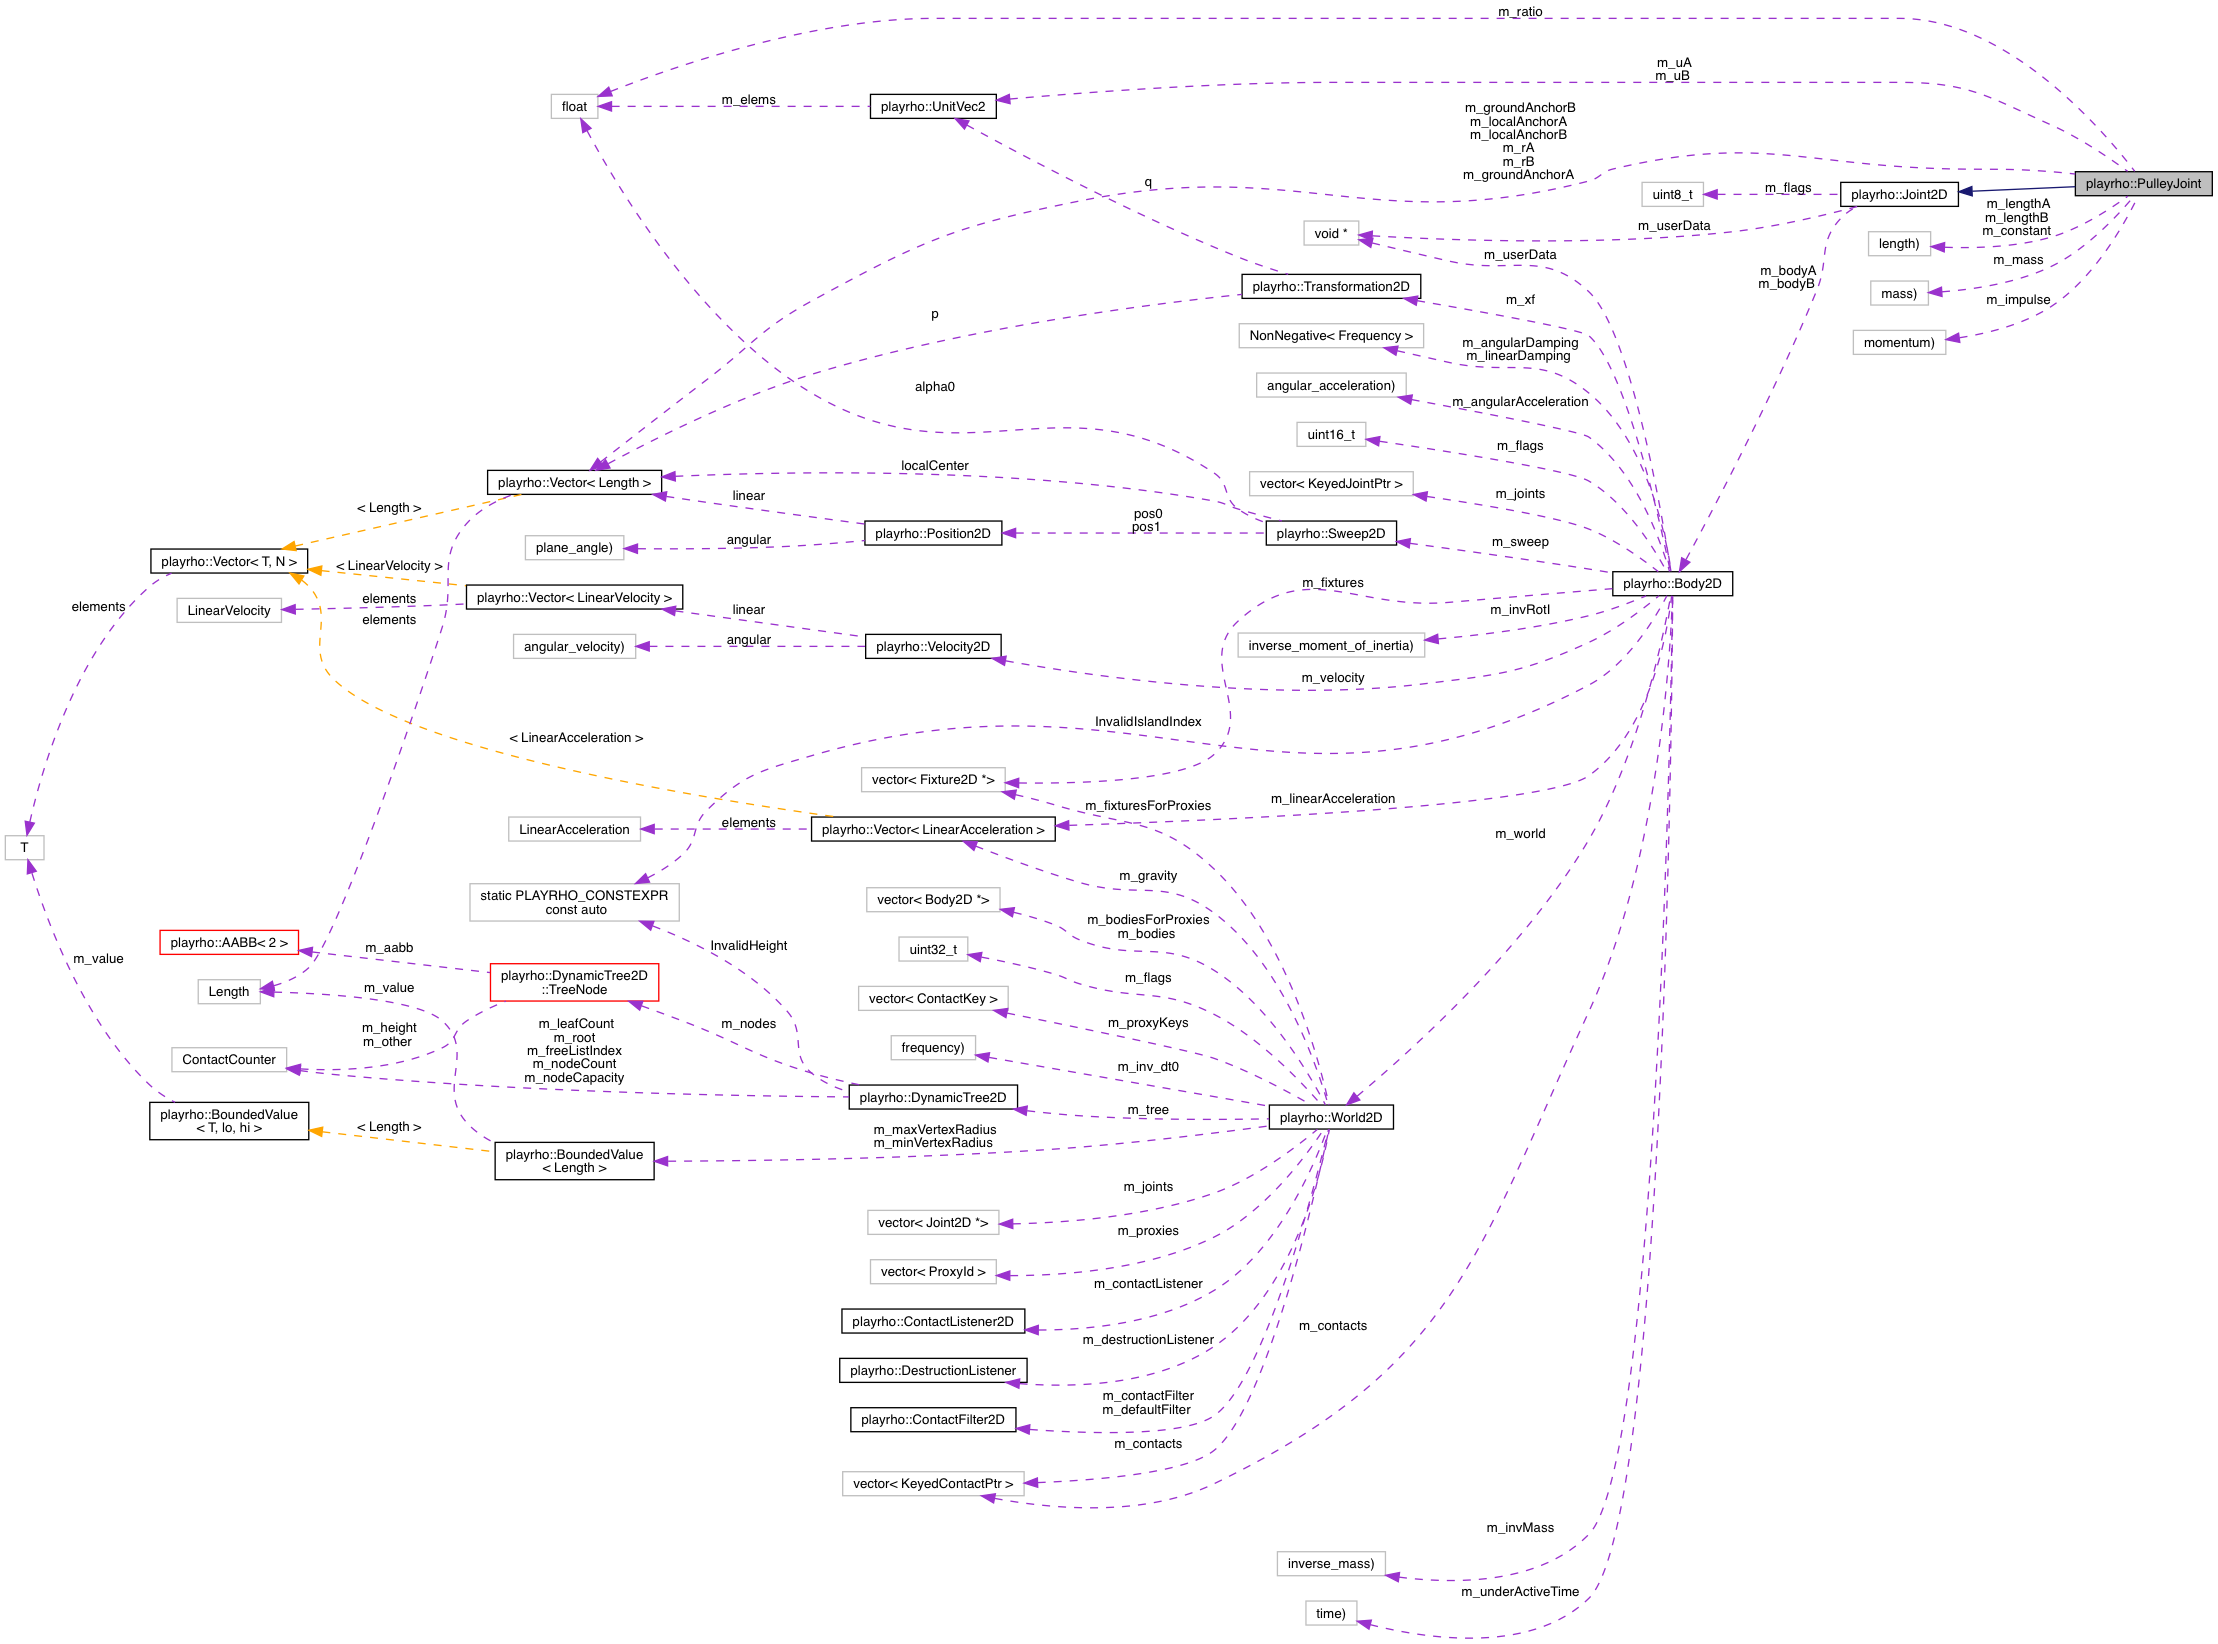 m_ratio
m_uA
m_uB
float
m_elems
playrho::UnitVec2
m_groundAnchorB
m_localAnchorA
m_localAnchorB
m_rA
m_rB
m_groundAnchorA
q
uint8_t
m_flags
playrho::Joint2D
playrho::PulleyJoint
m_lengthA
m_lengthB
m_constant
void *
m_userData
length)
m_userData
m_mass
m_bodyA
m_bodyB
playrho::Transformation2D
mass)
m_xf
m_impulse
p
NonNegative< Frequency >
m_angularDamping
m_linearDamping
momentum)
angular_acceleration)
alpha0
m_angularAcceleration
uint16_t
m_flags
localCenter
playrho::Vector< Length >
vector< KeyedJointPtr >
m_joints
linear
< Length >
pos0
pos1
playrho::Position2D
playrho::Sweep2D
plane_angle)
angular
m_sweep
playrho::Vector< T, N >
< LinearVelocity >
m_fixtures
playrho::Body2D
elements
LinearVelocity
elements
elements
playrho::Vector< LinearVelocity >
linear
m_invRotI
angular_velocity)
angular
playrho::Velocity2D
inverse_moment_of_inertia)
m_velocity
InvalidIslandIndex
< LinearAcceleration >
vector< Fixture2D *>
m_fixturesForProxies
m_linearAcceleration
LinearAcceleration
elements
playrho::Vector< LinearAcceleration >
m_world
T
m_gravity
static PLAYRHO_CONSTEXPR
const auto
vector< Body2D *>
m_bodiesForProxies
m_bodies
playrho::AABB< 2 >
m_aabb
InvalidHeight
uint32_t
m_value
playrho::DynamicTree2D
::TreeNode
m_flags
Length
m_value
vector< ContactKey >
m_height
m_other
m_leafCount
m_root
m_freeListIndex
m_nodeCount
m_nodeCapacity
m_nodes
m_proxyKeys
ContactCounter
frequency)
m_inv_dt0
playrho::DynamicTree2D
m_tree
playrho::World2D
playrho::BoundedValue
< T, lo, hi >
< Length >
m_maxVertexRadius
m_minVertexRadius
playrho::BoundedValue
< Length >
m_joints
vector< Joint2D *>
m_proxies
vector< ProxyId >
m_contactListener
playrho::ContactListener2D
m_destructionListener
m_contacts
playrho::DestructionListener
m_contactFilter
m_defaultFilter
playrho::ContactFilter2D
m_contacts
vector< KeyedContactPtr >
m_invMass
inverse_mass)
m_underActiveTime
time)